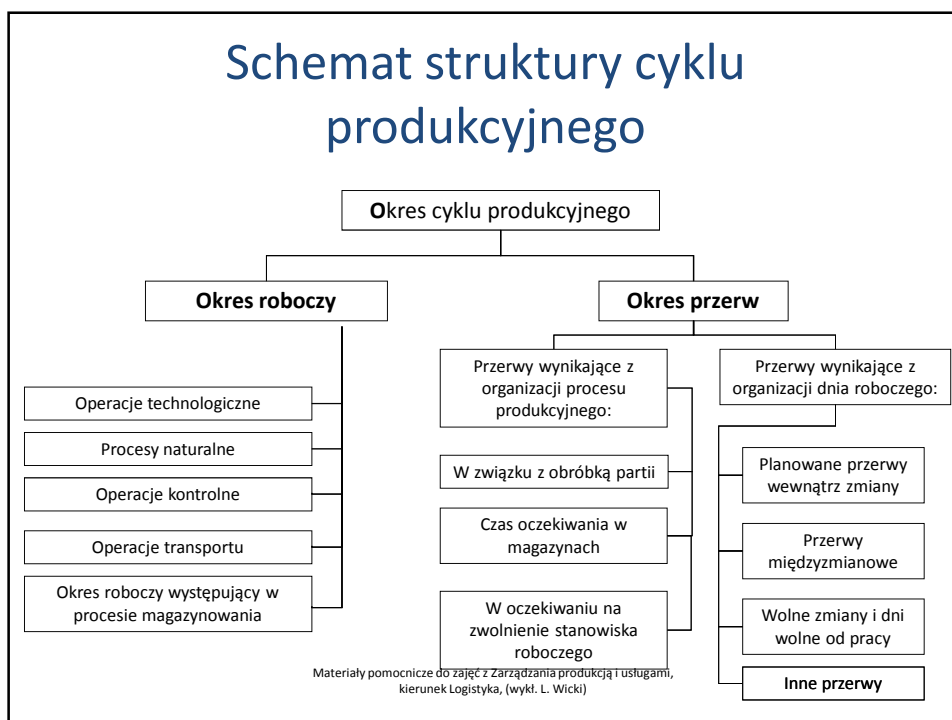 Schemat struktury cyklu
produkcyjnego
Okres cyklu produkcyjnego
Okres roboczy
Okres przerw
Operacje technologiczne
Procesy naturalne
Operacje kontrolne
Operacje transportu
Okres roboczy występujący w
procesie magazynowania
Przerwy wynikające z
organizacji procesu
produkcyjnego:
W związku z obróbką partii
Czas oczekiwania w
magazynach
W oczekiwaniu na
zwolnienie stanowiska
roboczego
Przerwy wynikające z
organizacji dnia roboczego:
Planowane przerwy
wewnątrz zmiany
Przerwy
międzyzmianowe
Wolne zmiany i dni
wolne od pracy
Inne przerwy
Materiały pomocnicze do zajęć z Zarządzania produkcją i usługami,
kierunek Logistyka, (wykł. L. Wicki)